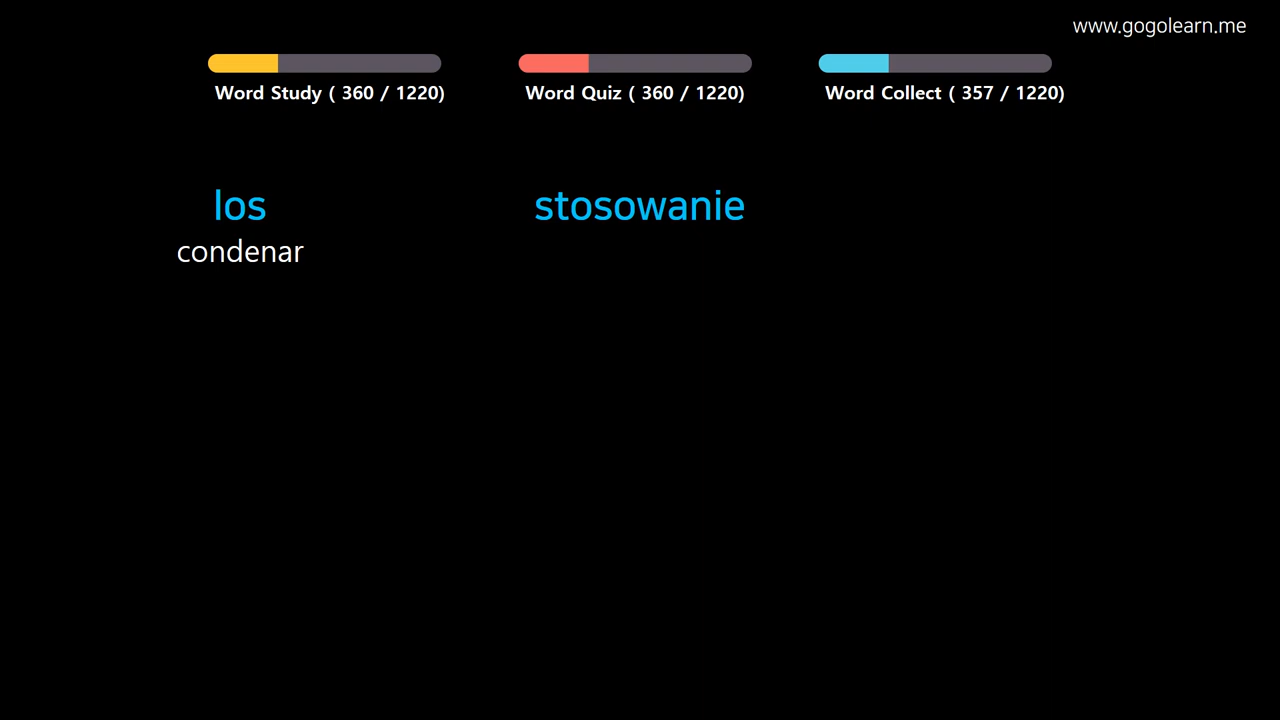 www.gogolearn.me
Word Study ( 360 / 1220)
Word Quiz ( 360 / 1220)
Word Collect ( 357 / 1220)
los
condenar
stosowanie